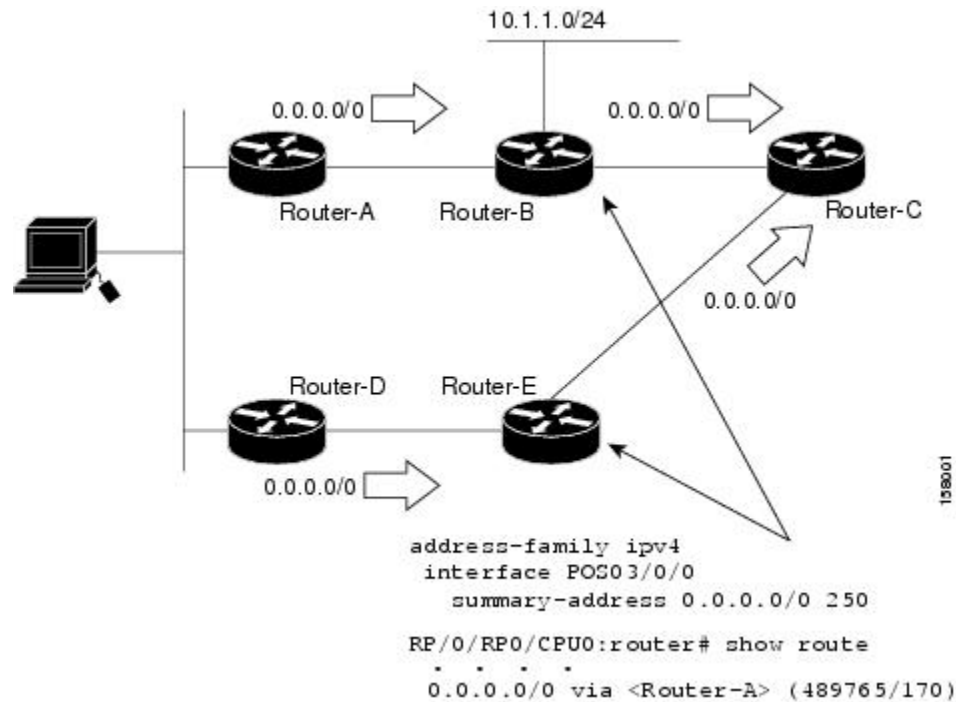 10.1.1.0/24
0.0.0.0/0
0.0.0.0/0
Router-A
Router-B
Router-C
0.0.0.0/0
Router-D
Router-E
0.0.0.0/0
158001
address-family ipv4
interface POS03/0/0
summary-address 0.0.0.0/0 250
RP/0/RP0/CPU0:router# show route
. . . .
0.0.0.0/0 via <Router-A> (489765/170)